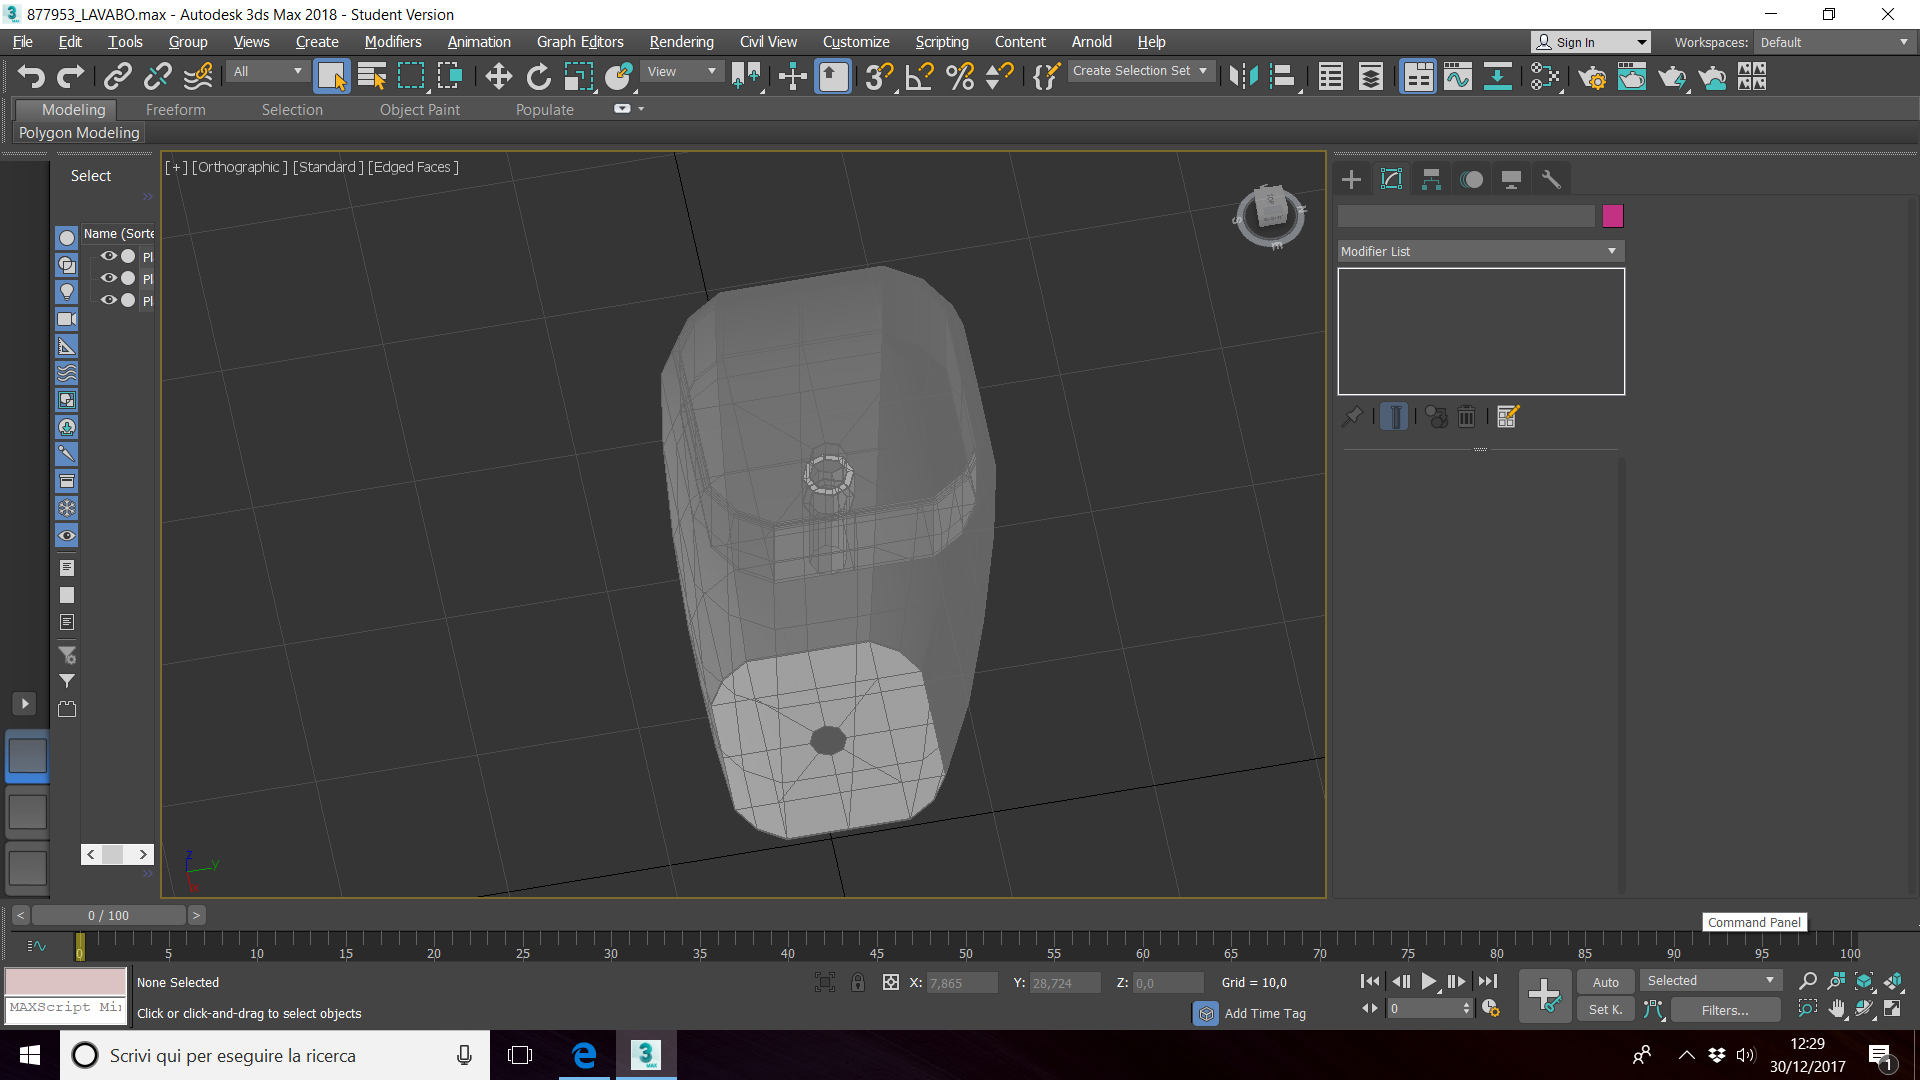 877953_LAVABO.max - Autodesk 3ds Max 2018 - Student Version
File Edit Tools Group Views Create Modifiers Animation Graph Editors Rendering Civil View Customize Scripting Content Arnold Help
Sign In
Workspaces: Default
All
View
Create Selection Set
Modeling Freeform Selection Object Paint Populate
Polygon Modeling
Select
[+] [Orthographic ] [Standard ] [Edged Faces ]
Name (Sorte
Pl
Pl
Pl
Modifier List
z
y
0 / 100
Command Panel
0 5 10 15 20 25 30 35 40 45 50 55 60 65 70 75 80 85 90 95 100
None Selected
X: 7,865 Y: 28,724 Z: 0,0 Grid = 10,0
Auto
Selected
MAXScript Mi
Click or click-and-drag to select objects
Add Time Tag
0
Set K.
Filters...
Scrivi qui per eseguire la ricerca
12:29
30/12/2017
1